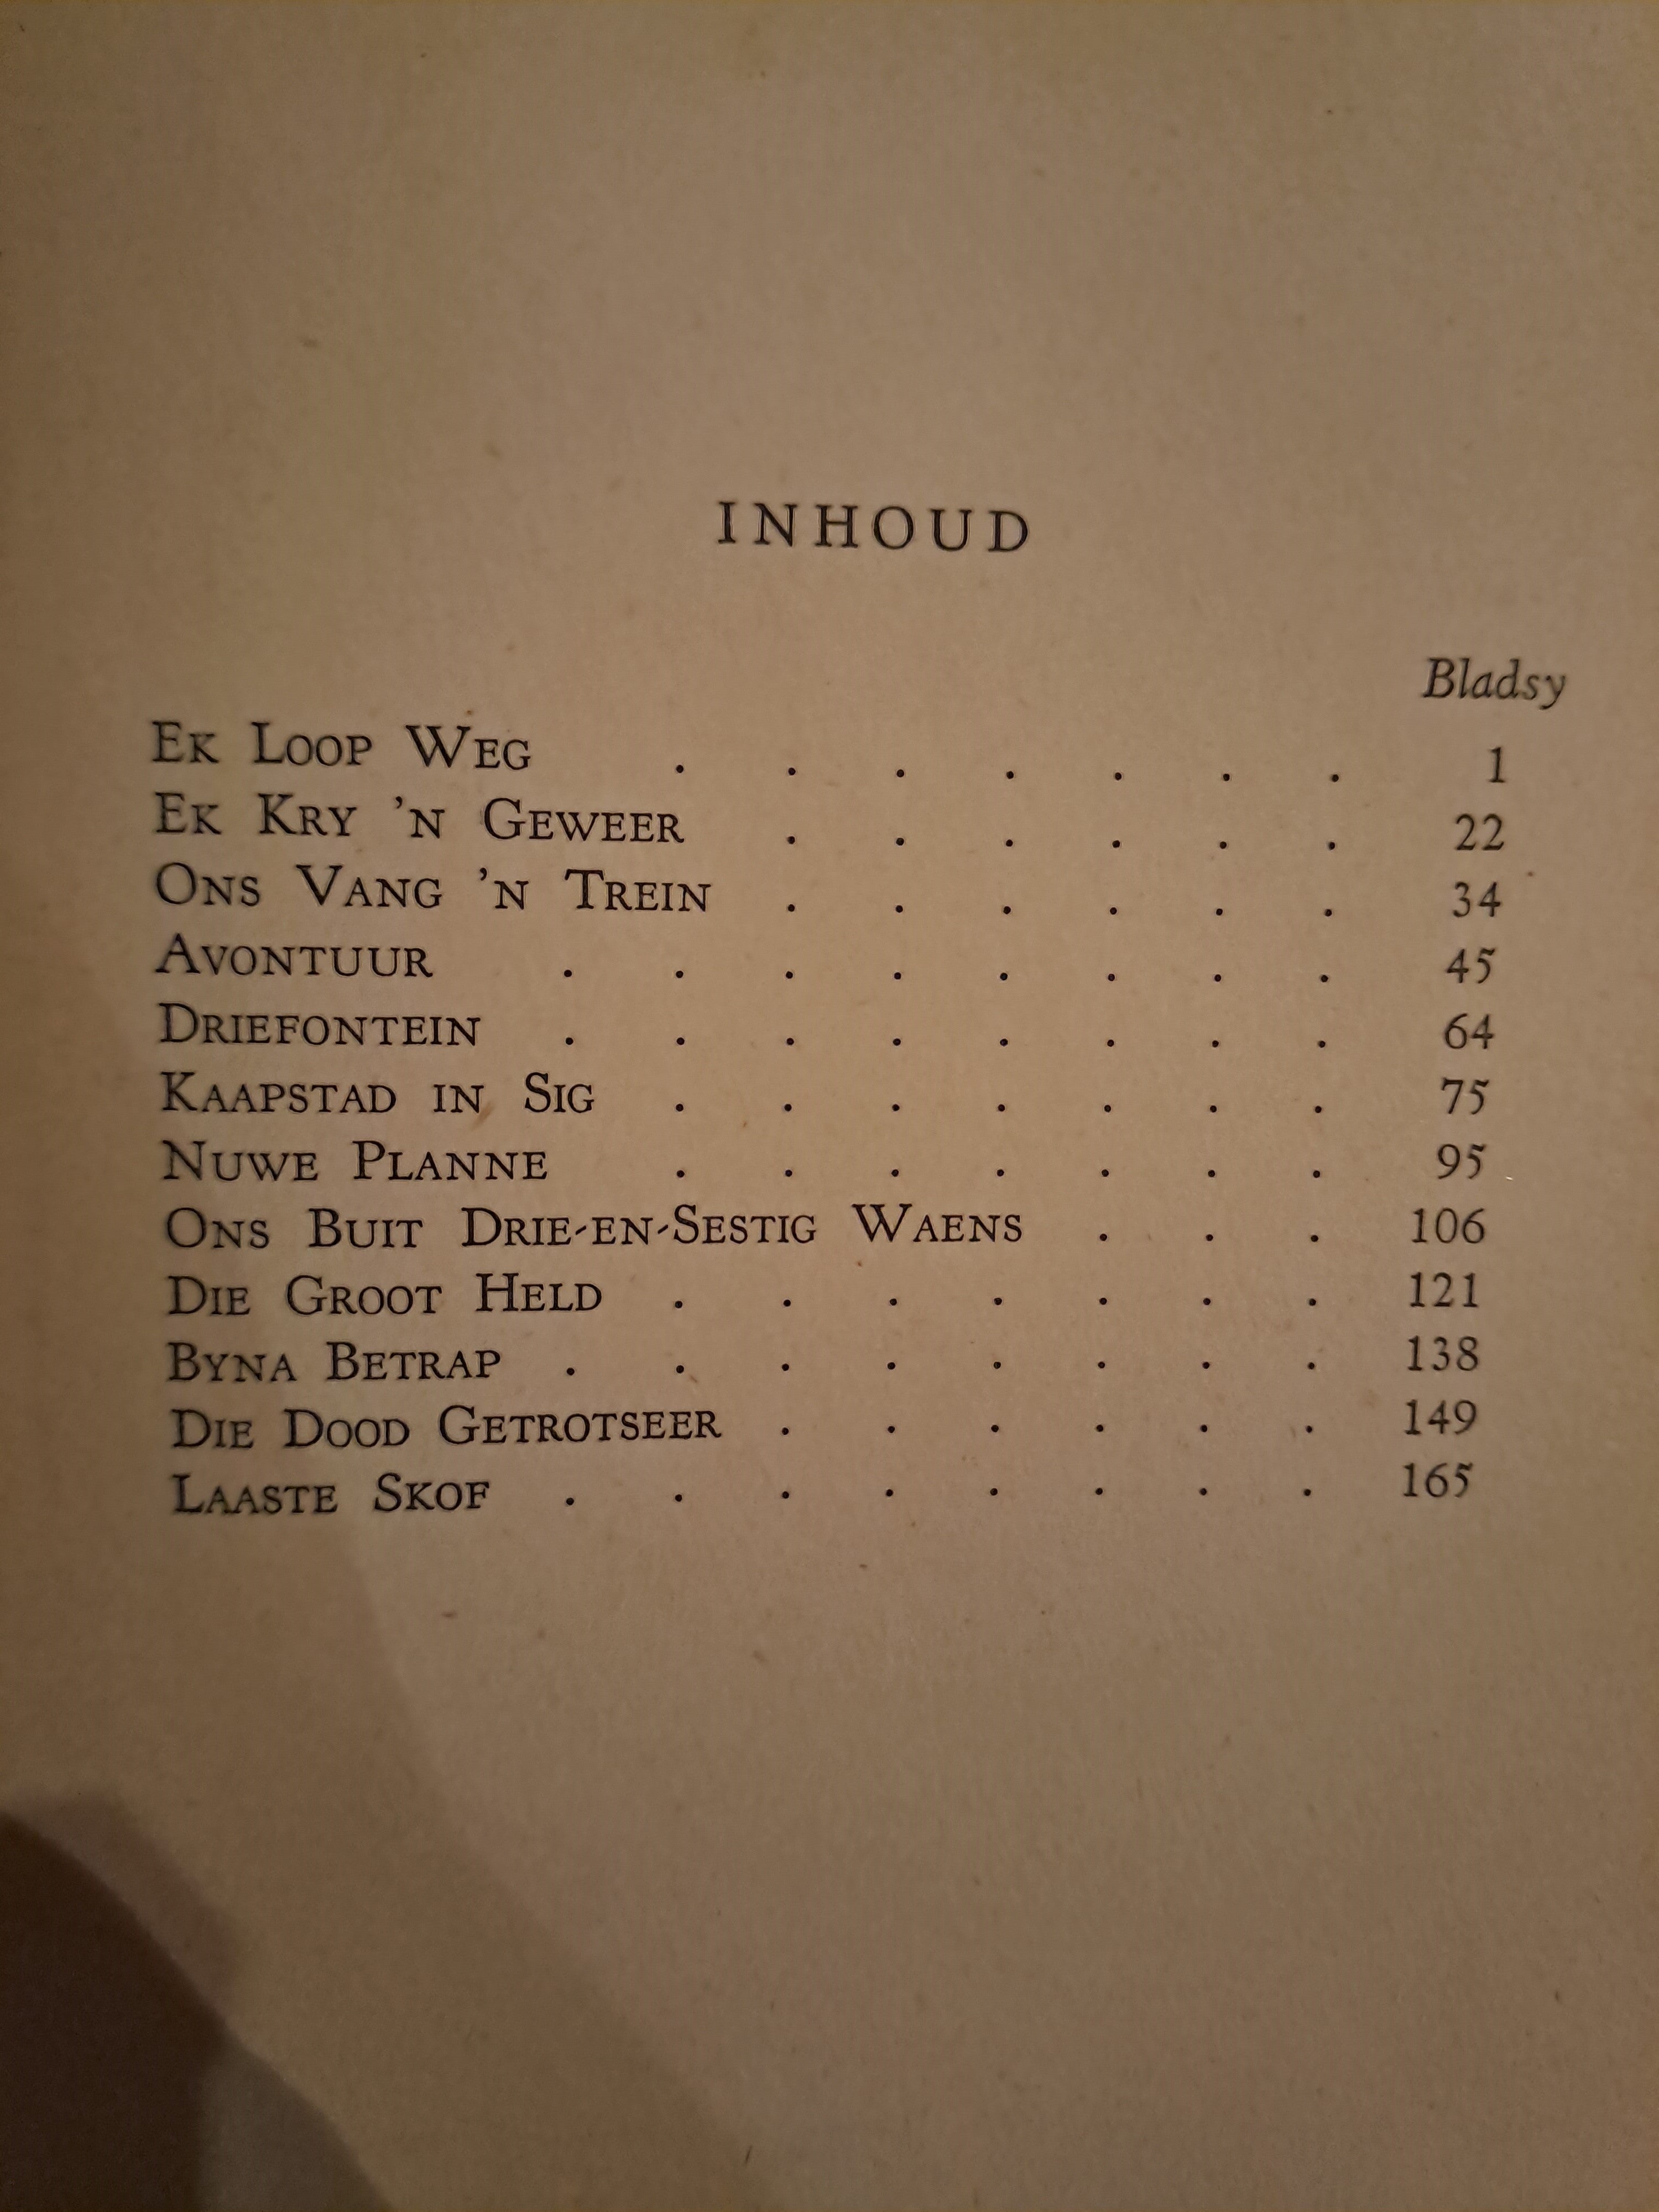 INHOUD
Bladsy
Ek Loop Weg . . . . . . . 1
Ek Kry ’n Geweer . . . . . . 22
Ons Vang ’n Trein . . . . . . 34
Avontuur . . . . . . . . 45
Driefontein . . . . . . . . 64
Kaapstad in Sig . . . . . . . 75
Nuwe Planne . . . . . . . 95
Ons Buit Drie-en-Sestig Waens . . . 106
Die Groot Held . . . . . . . 121
Byna Betrap . . . . . . . . 138
Die Dood Getrotseer . . . . . . 149
Laaste Skof . . . . . . . . 165